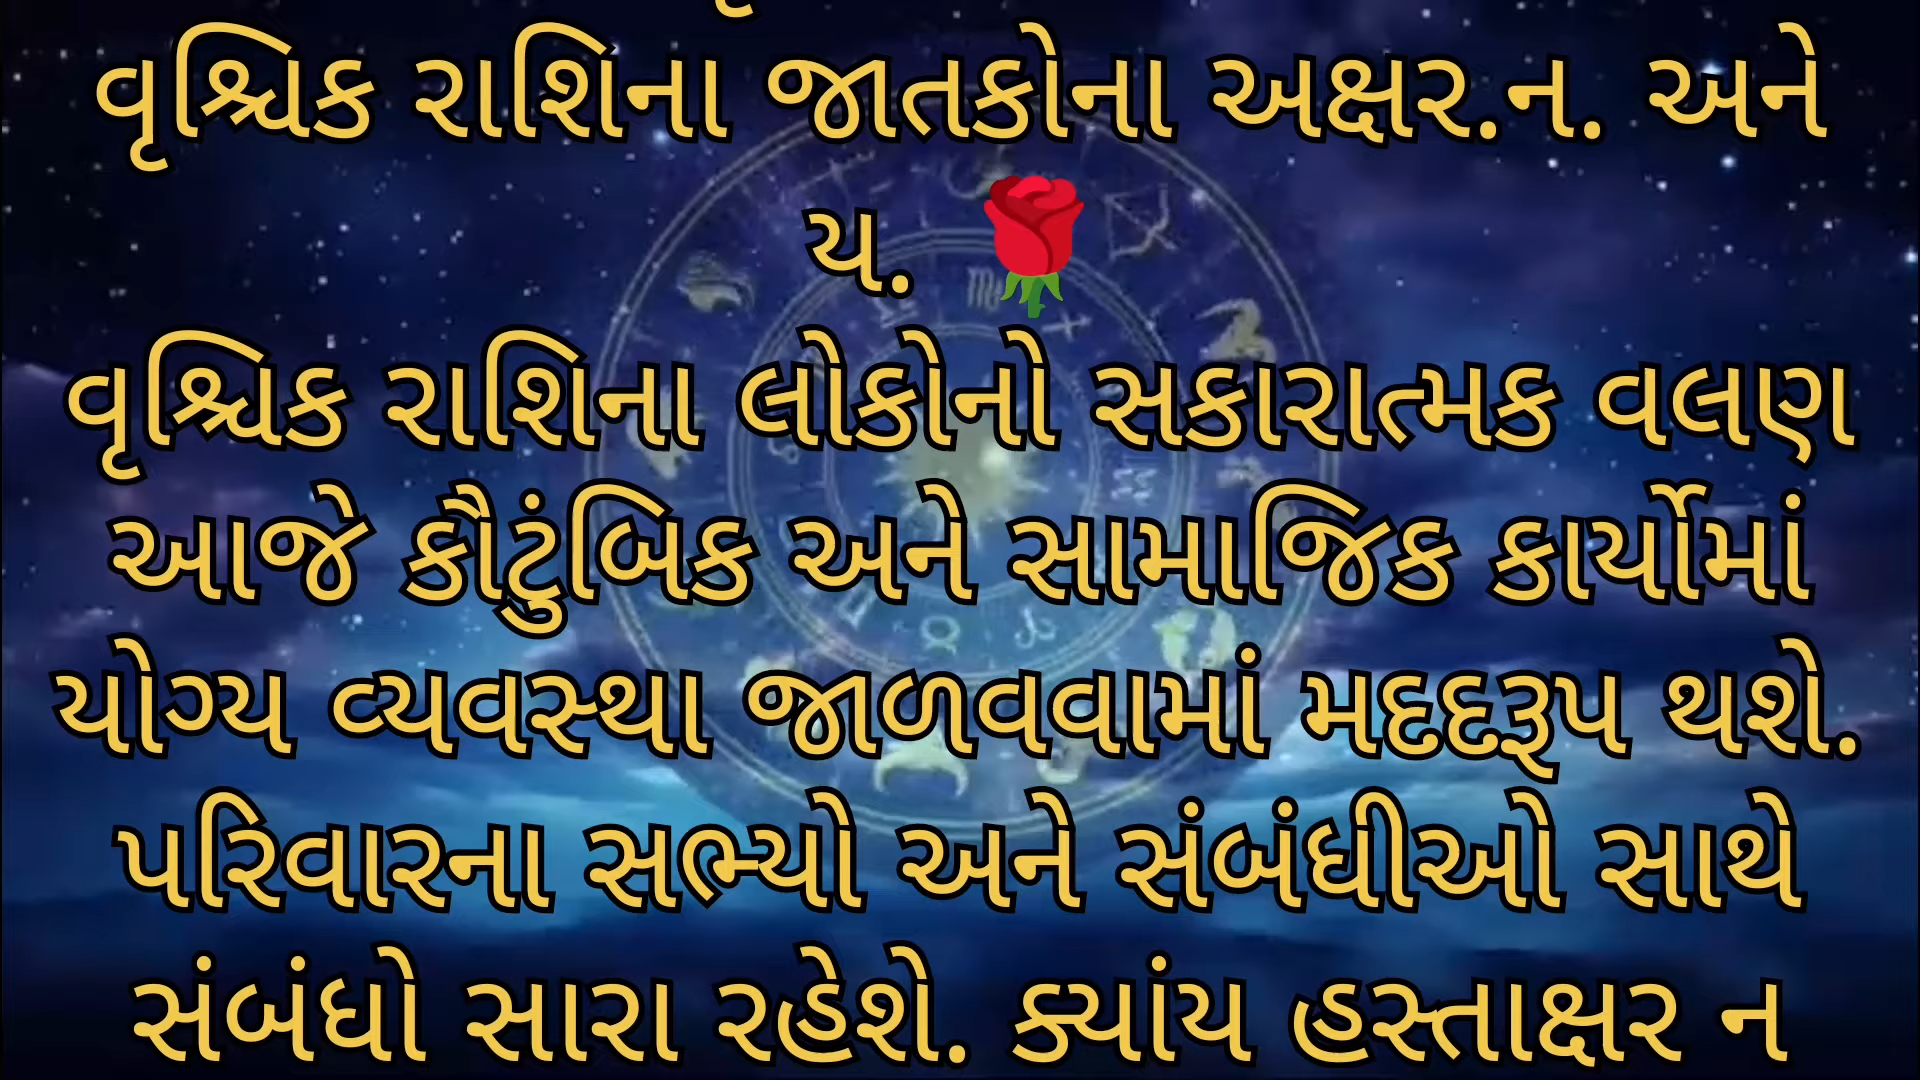 વૃશ્ચિક રાશિના જાતકોના અક્ષર.ન. અને
ય. 🌹
વૃશ્ચિક રાશિના લોકોનો સકારાત્મક વલણ
આજે કૌટુંબિક અને સામાજિક કાર્યોમાં
યોગ્ય વ્યવસ્થા જાળવવામાં મદદરૂપ થશે.
પરિવારના સભ્યો અને સંબંધીઓ સાથે
સંબંધો સારા રહેશે. ક્યાંય હસ્તાક્ષર ન